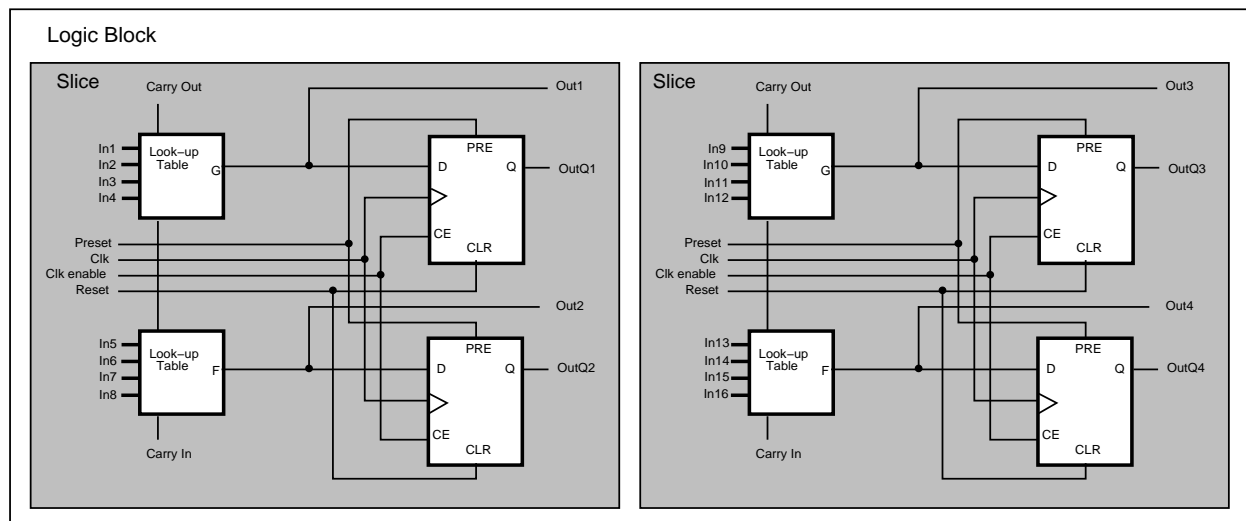 Logic Block
Slice
Carry Out
Out1
In1
In2
In3
In4
Look−up
Table
G
PRE
D
Q
CE
CLR
OutQ1
Preset
Clk
Clk enable
Reset
Out2
In5
In6
In7
In8
Look−up
Table
F
PRE
D
Q
CE
CLR
OutQ2
Carry In
Slice
Carry Out
Out3
In9
In10
In11
In12
Look−up
Table
G
PRE
D
Q
CE
CLR
OutQ3
Preset
Clk
Clk enable
Reset
Out4
In13
In14
In15
In16
Look−up
Table
F
PRE
D
Q
CE
CLR
OutQ4
Carry In